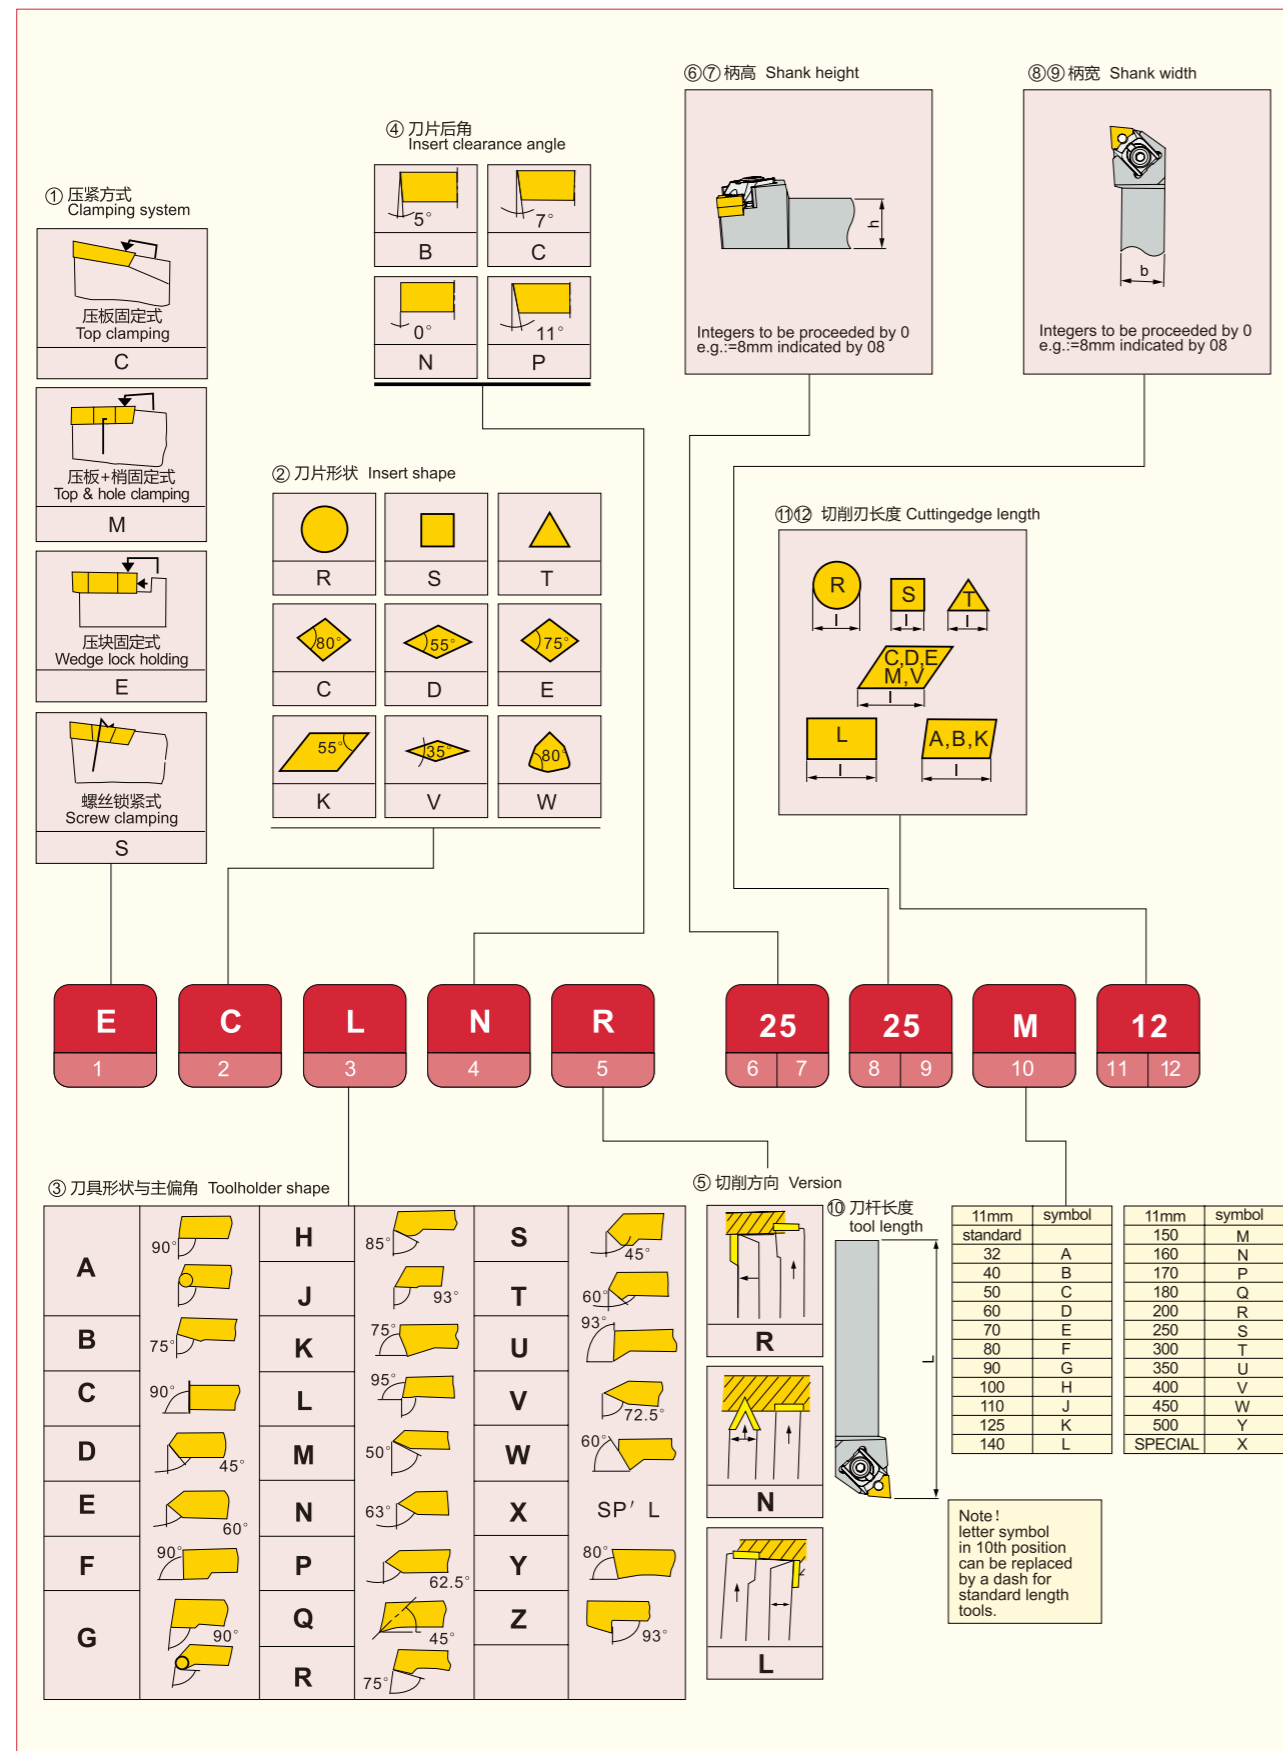 ⑥⑦柄高 Shank height
h
Integers to be proceeded by 0
e.g.:=8mm indicated by 08
⑧⑨柄宽 Shank width
b
Integers to be proceeded by 0
e.g.:=8mm indicated by 08
④ 刀片后角
Insert clearance angle
5°
7°
B
C
0°
11°
N
P
① 压紧方式
Clamping system
压板固定式
Top clamping
C
压板+梢固定式
Top & hole clamping
M
压块固定式
Wedge lock holding
E
螺丝锁紧式
Screw clamping
S
② 刀片形状 Insert shape
R
S
T
80°
55°
75°
C
D
E
55°
35°
80°
K
V
W
⑪⑫ 切削刃长度 Cuttingedge length
R
S
T
l
l
l
C,D,E
M,V
l
L
A,B,K
l
l
E
C
L
N
R
25
25
M
12
1
2
3
4
5
6
7
8
9
10
11
12
③ 刀具形状与主偏角 Toolholder shape
A
90°
B
75°
C
90°
D
45°
E
60°
F
90°
G
90°
H
85°
J
93°
K
75°
L
95°
M
50°
N
63°
P
62.5°
Q
45°
R
75°
S
45°
T
60°
U
93°
V
72.5°
W
60°
X
SP′ L
Y
80°
Z
93°
⑤ 切削方向 Version
R
N
L
⑩ 刀杆长度
tool length
L
11mm symbol
standard
32 A
40 B
50 C
60 D
70 E
80 F
90 G
100 H
110 J
125 K
140 L
11mm symbol
150 M
160 N
170 P
180 Q
200 R
250 S
300 T
350 U
400 V
450 W
500 Y
SPECIAL X
Note !
letter symbol
in 10th position
can be replaced
by a dash for
standard length
tools.